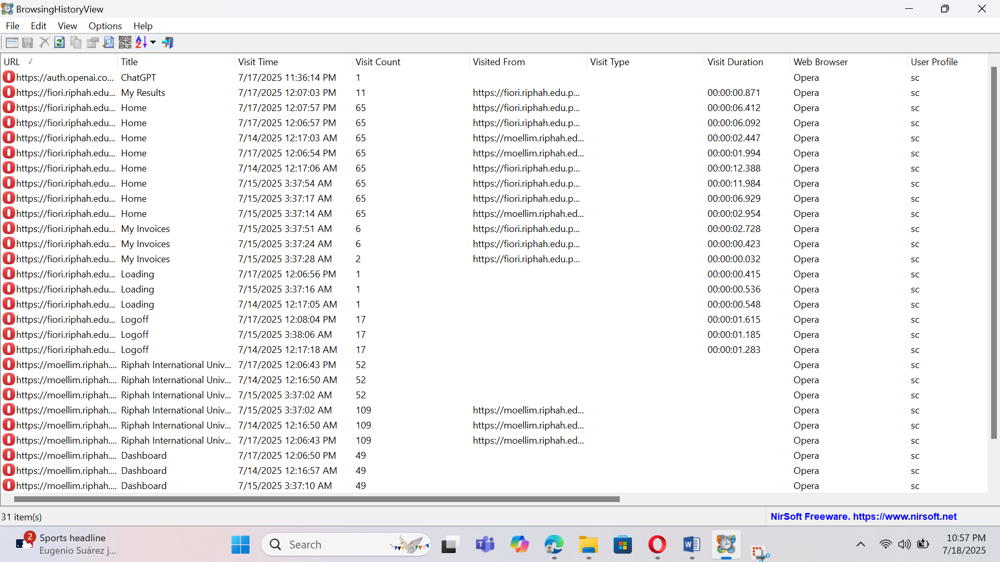 BrowsingHistoryView
File Edit View Options Help
URL Title Visit Time Visit Count Visited From Visit Type Visit Duration Web Browser User Profile
https://auth.openai.co... ChatGPT 7/17/2025 11:36:14 PM 1 Opera sc
https://fiori.riphah.edu... My Results 7/17/2025 12:07:03 PM 11 https://fiori.riphah.edu.p... 00:00:00.871 Opera sc
https://fiori.riphah.edu... Home 7/17/2025 12:07:57 PM 65 https://fiori.riphah.edu.p... 00:00:06.412 Opera sc
https://fiori.riphah.edu... Home 7/17/2025 12:06:57 PM 65 https://fiori.riphah.edu.p... 00:00:06.092 Opera sc
https://fiori.riphah.edu... Home 7/14/2025 12:17:03 AM 65 https://moellim.riphah.ed... 00:00:02.447 Opera sc
https://fiori.riphah.edu... Home 7/17/2025 12:06:54 PM 65 https://moellim.riphah.ed... 00:00:01.994 Opera sc
https://fiori.riphah.edu... Home 7/14/2025 12:17:06 AM 65 https://fiori.riphah.edu.p... 00:00:12.388 Opera sc
https://fiori.riphah.edu... Home 7/15/2025 3:37:54 AM 65 https://fiori.riphah.edu.p... 00:00:11.984 Opera sc
https://fiori.riphah.edu... Home 7/15/2025 3:37:17 AM 65 https://fiori.riphah.edu.p... 00:00:06.929 Opera sc
https://fiori.riphah.edu... Home 7/15/2025 3:37:14 AM 65 https://moellim.riphah.ed... 00:00:02.954 Opera sc
https://fiori.riphah.edu... My Invoices 7/15/2025 3:37:51 AM 6 https://fiori.riphah.edu.p... 00:00:02.728 Opera sc
https://fiori.riphah.edu... My Invoices 7/15/2025 3:37:24 AM 6 https://fiori.riphah.edu.p... 00:00:00.423 Opera sc
https://fiori.riphah.edu... My Invoices 7/15/2025 3:37:28 AM 2 https://fiori.riphah.edu.p... 00:00:00.032 Opera sc
https://fiori.riphah.edu... Loading 7/17/2025 12:06:56 PM 1 00:00:00.415 Opera sc
https://fiori.riphah.edu... Loading 7/15/2025 3:37:16 AM 1 00:00:00.536 Opera sc
https://fiori.riphah.edu... Loading 7/14/2025 12:17:05 AM 1 00:00:00.548 Opera sc
https://fiori.riphah.edu... Logoff 7/17/2025 12:08:04 PM 17 00:00:01.615 Opera sc
https://fiori.riphah.edu... Logoff 7/15/2025 3:38:06 AM 17 00:00:01.185 Opera sc
https://fiori.riphah.edu... Logoff 7/14/2025 12:17:18 AM 17 00:00:01.283 Opera sc
https://moellim.riphah.... Riphah International Univ... 7/17/2025 12:06:43 PM 52 Opera sc
https://moellim.riphah.... Riphah International Univ... 7/14/2025 12:16:50 AM 52 Opera sc
https://moellim.riphah.... Riphah International Univ... 7/15/2025 3:37:02 AM 52 Opera sc
https://moellim.riphah.... Riphah International Univ... 7/15/2025 3:37:02 AM 109 https://moellim.riphah.ed... Opera sc
https://moellim.riphah.... Riphah International Univ... 7/14/2025 12:16:50 AM 109 https://moellim.riphah.ed... Opera sc
https://moellim.riphah.... Riphah International Univ... 7/17/2025 12:06:43 PM 109 https://moellim.riphah.ed... Opera sc
https://moellim.riphah.... Dashboard 7/17/2025 12:06:50 PM 49 Opera sc
https://moellim.riphah.... Dashboard 7/14/2025 12:16:57 AM 49 Opera sc
https://moellim.riphah.... Dashboard 7/15/2025 3:37:10 AM 49 Opera sc
31 item(s) NirSoft Freeware. https://www.nirsoft.net
2 Sports headline
Eugenio Suárez j...
Search
10:57 PM
7/18/2025